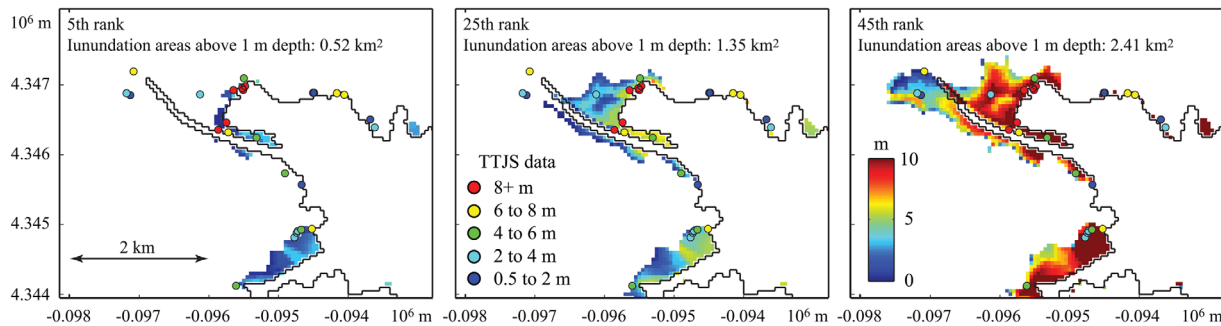 10⁶ m
5th rank
Iunundation areas above 1 m depth: 0.52 km²
25th rank
Iunundation areas above 1 m depth: 1.35 km²
45th rank
Iunundation areas above 1 m depth: 2.41 km²
4.347
4.346
4.345
4.344
2 km
TTJS data
8+ m
6 to 8 m
4 to 6 m
2 to 4 m
0.5 to 2 m
m
10
5
0
-0.098 -0.097 -0.096 -0.095 -0.094 10⁶ m
-0.098 -0.097 -0.096 -0.095 -0.094 10⁶ m
-0.098 -0.097 -0.096 -0.095 -0.094 10⁶ m